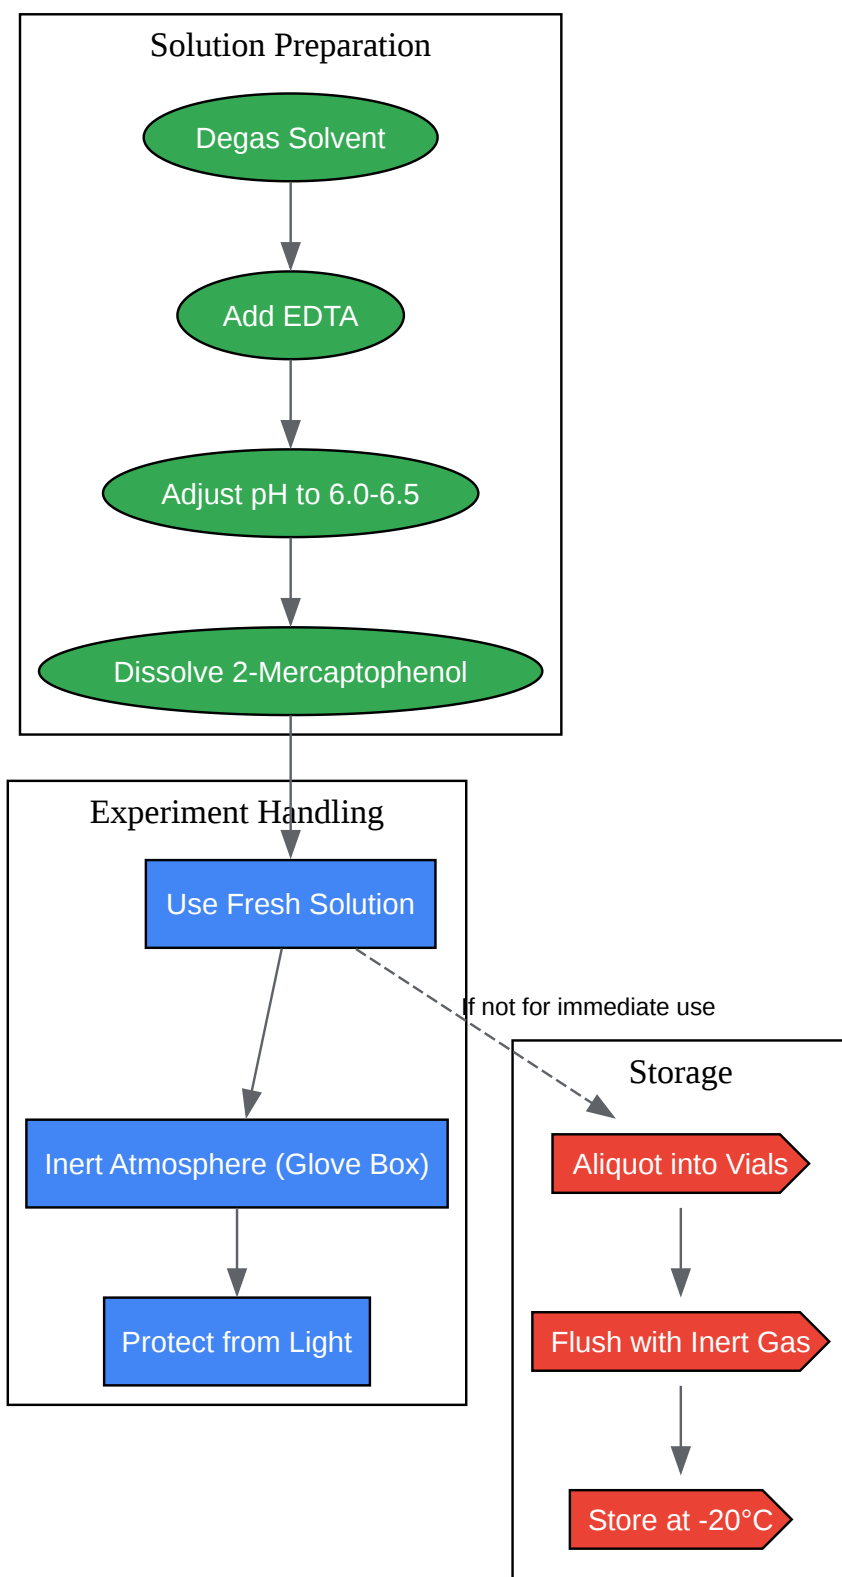 Solution Preparation
Degas Solvent
Add EDTA
Adjust pH to 6.0-6.5
Dissolve 2-Mercaptophenol
Experiment Handling
Use Fresh Solution
If not for immediate use
Inert Atmosphere (Glove Box)
Protect from Light
Storage
Aliquot into Vials
Flush with Inert Gas
Store at -20°C